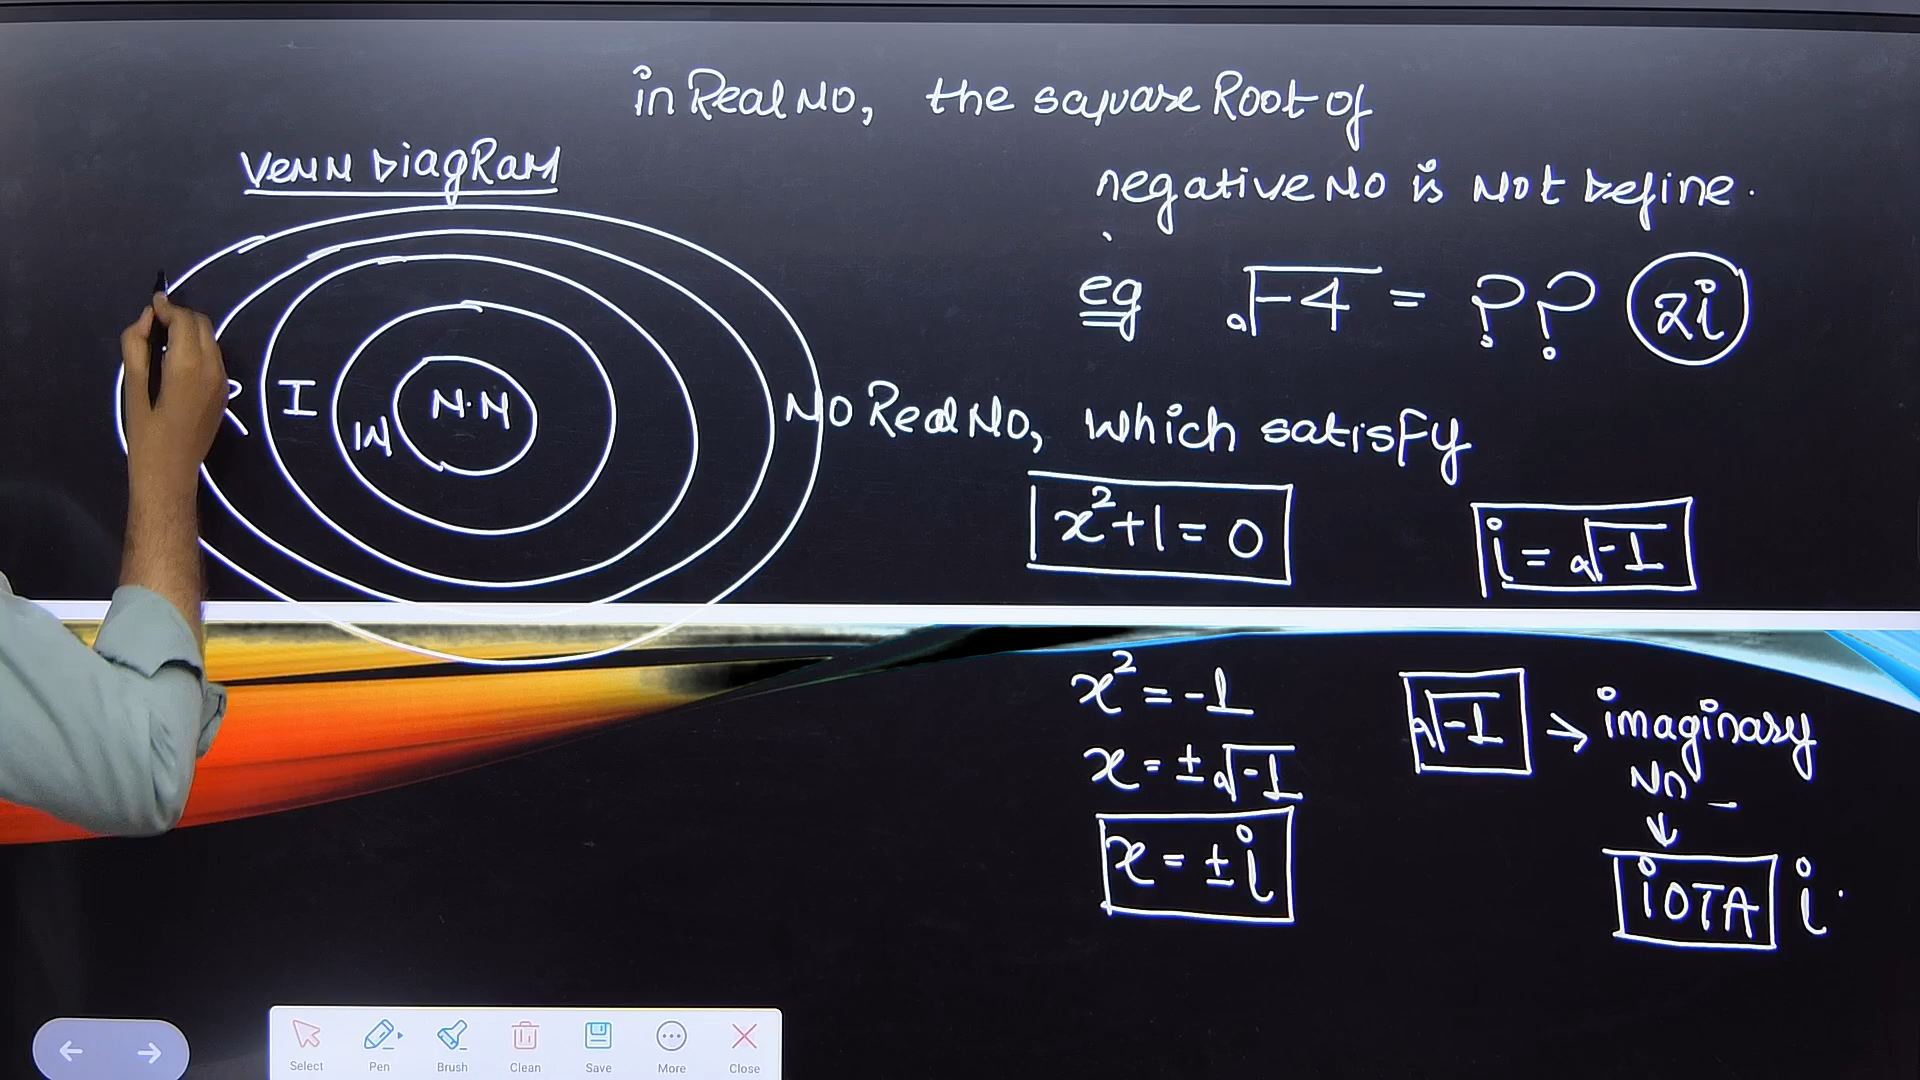 in Real NO, the square Root of
negative NO is Not Define.
VENN DiagRam
eg √-4 = ?? 2i
R I IN N.N
NO Real NO, which satisfy
x²+1=0
i=√-1
x²=-1
√-1 → imaginary
NO
x=±√-1
↓
x=±i
iOTA i
Select Pen Brush Clean Save More Close